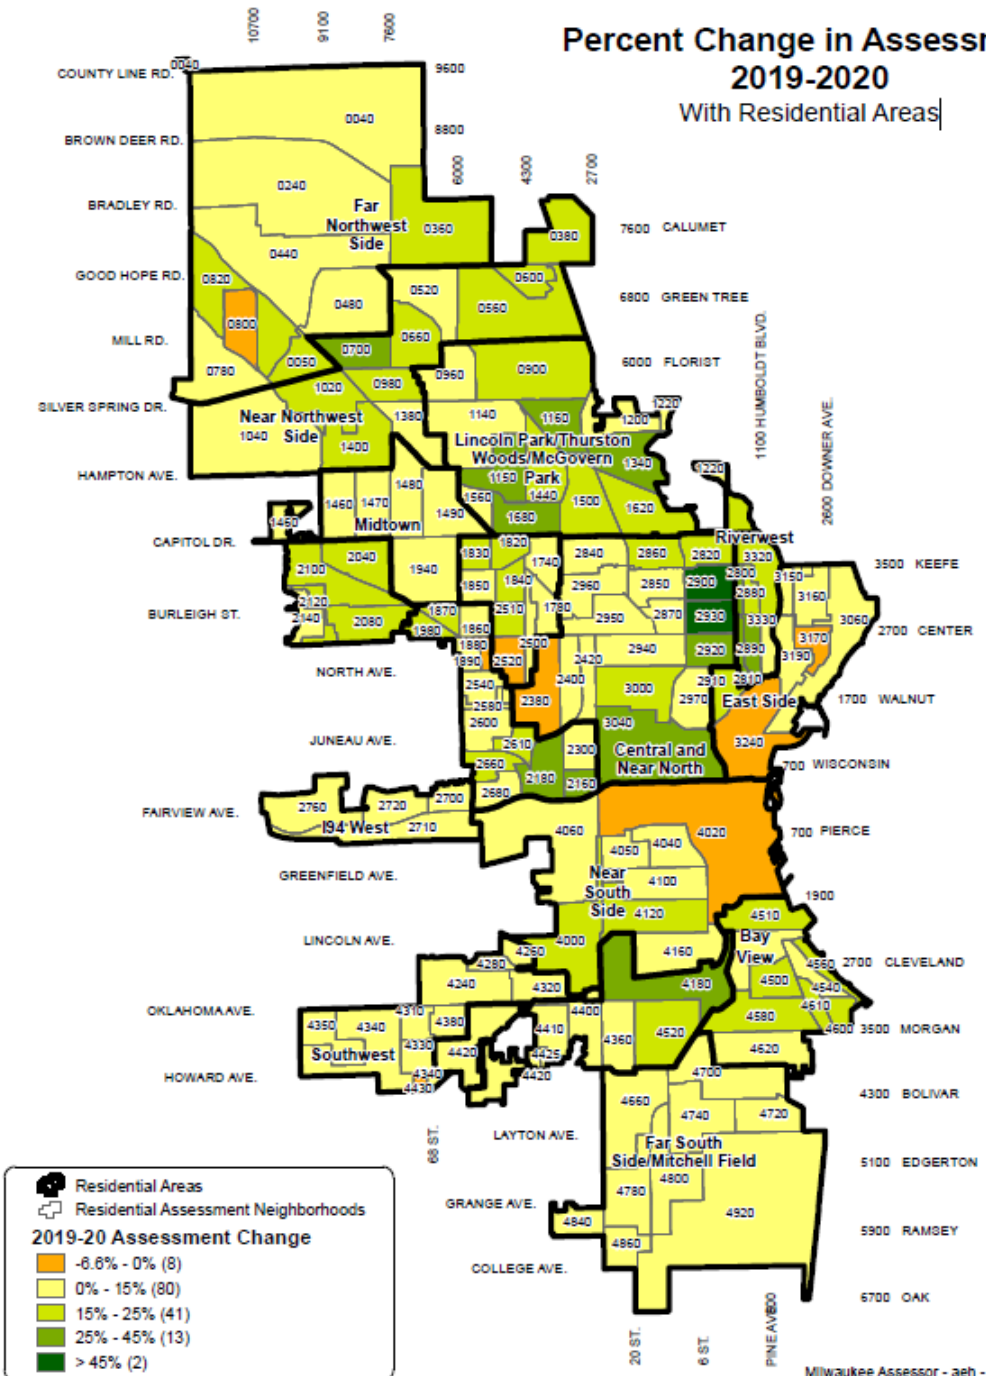 Percent Change in Assessr
2019-2020
With Residential Areas
10700
9100
7600
0040
COUNTY LINE RD.
9600
0040
8800
BROWN DEER RD.
6000
4300
2700
0240
BRADLEY RD.
Far
Northwest
Side
0360
0380
7600 CALUMET
0440
GOOD HOPE RD.
0820
0520
0600
0480
0560
6800 GREEN TREE
0800
0660
1100 HUMBOLDT BLVD.
MILL RD.
0700
0780
0050
0960
0900
6000 FLORIST
1020
0980
SILVER SPRING DR.
Near Northwest
Side
1380
1140
1160
1200
1220
1040
1400
Lincoln Park/Thurston
Woods/McGovern
Park
1340
2600 DOWNER AVE.
HAMPTON AVE.
1150
1220
1460
1470
1480
1560
1440
1500
1620
1450
Midtown
1490
1680
Riverwest
CAPITOL DR.
2100
2040
1940
1830
1820
1740
2840
2860
2820
3320
3500 KEEFE
1850
1840
2960
2850
2900
2800
3150
3160
2120
2140
BURLEIGH ST.
2080
1870
1980
1860
2510
1780
2950
2870
2930
2880
3330
3060
2700 CENTER
1880
1890
2500
2520
2420
2940
2920
2890
3170
3190
NORTH AVE.
2540
2580
2400
2380
3000
2970
2910
2810
East Side
1700 WALNUT
2600
3040
JUNEAU AVE.
2610
2300
Central and
Near North
3240
2660
2680
2180
2160
700 WISCONSIN
2760
2720
2700
FAIRVIEW AVE.
I94 West
2710
4060
4020
700 PIERCE
4050
4040
GREENFIELD AVE.
Near
South
Side
4100
1900
4120
4510
LINCOLN AVE.
4000
4260
4280
4160
Bay
View
4560
2700 CLEVELAND
4240
4320
4180
4500
4540
4510
OKLAHOMA AVE.
4310
4400
4350
4340
4380
4410
4360
4520
4580
4600
3500 MORGAN
Southwest
4330
4420
4425
4620
HOWARD AVE.
4340
4430
4420
4700
4660
4740
4720
4300 BOLIVAR
68 ST.
LAYTON AVE.
Far South
Side/Mitchell Field
5100 EDGERTON
4780
4800
GRANGE AVE.
4840
4920
5900 RAMSEY
4860
COLLEGE AVE.
6700 OAK
20 ST.
6 ST.
PINE AVE
800
Residential Areas
Residential Assessment Neighborhoods
2019-20 Assessment Change
-6.6% - 0% (8)
0% - 15% (80)
15% - 25% (41)
25% - 45% (13)
> 45% (2)
Milwaukee Assessor - aeh -